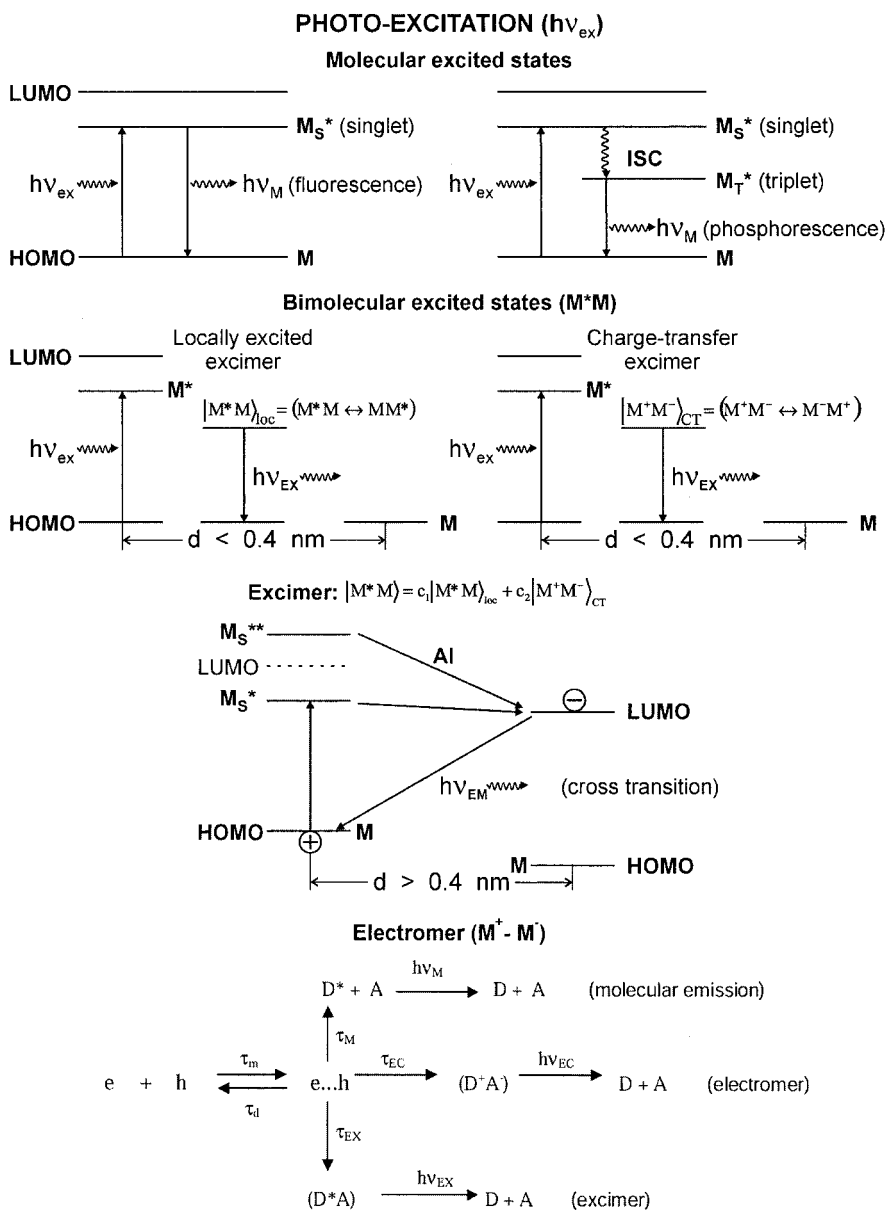 PHOTO-EXCITATION (hνex)
Molecular excited states
LUMO
MS* (singlet) MS* (singlet)
ISC
hνex hνM (fluorescence) hνex MT* (triplet)
hνM (phosphorescence)
HOMO M M
Bimolecular excited states (M*M)
Locally excited Charge-transfer
LUMO excimer excimer
M* M*
|M*M⟩loc = (M*M ↔ MM*) |M⁺M⁻⟩CT = (M⁺M⁻ ↔ M⁻M⁺)
hνex hνEX hνex hνEX
HOMO M M
d < 0.4 nm d < 0.4 nm
Excimer: |M*M⟩ = c1|M*M⟩loc + c2|M⁺M⁻⟩CT
MS**
AI
LUMO
MS* − LUMO
hνEM (cross transition)
HOMO M
+
M HOMO
d > 0.4 nm
Electromer (M⁺- M⁻)
D* + A hνM D + A (molecular emission)
τM
e + h τm τd e...h τEC (D⁺A⁻) hνEC D + A (electromer)
τEX
(D*A) hνEX D + A (excimer)